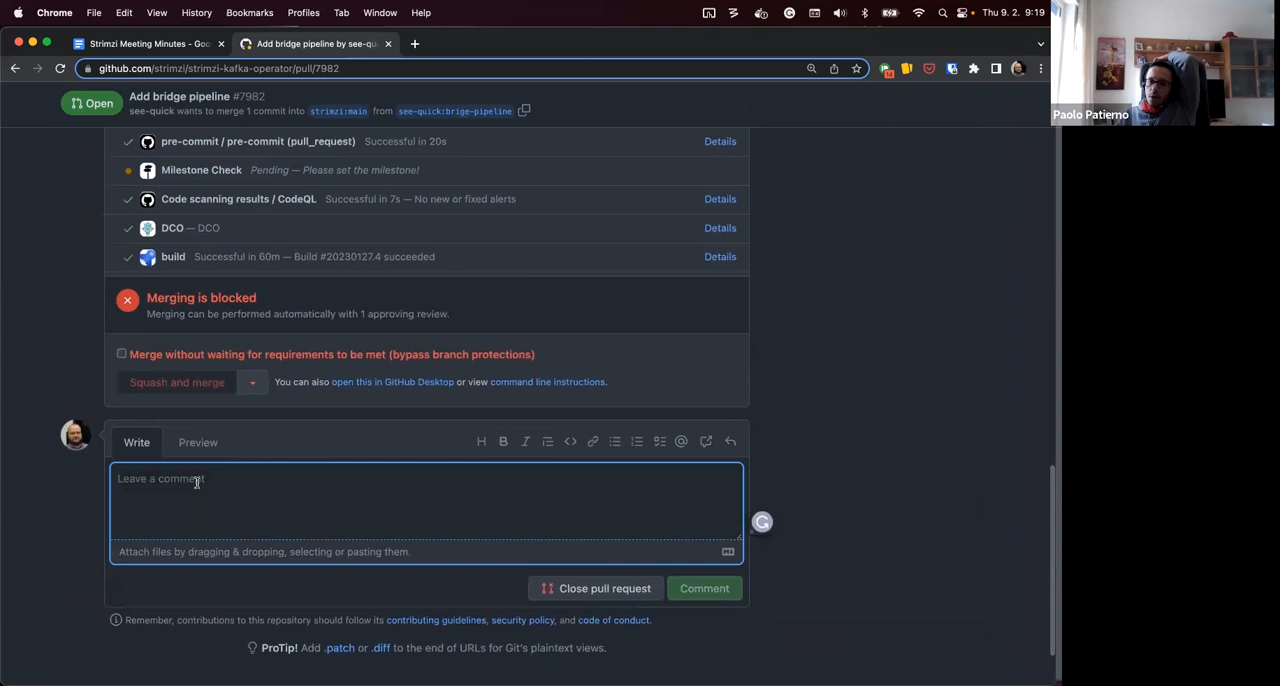 Chrome File Edit View History Bookmarks Profiles Tab Window Help Thu 9. 2. 9:19
Strimzi Meeting Minutes - Goo Add bridge pipeline by see-qu
github.com/strimzi/strimzi-kafka-operator/pull/7982
14
Paolo Patierno
Open
Add bridge pipeline #7982
see-quick wants to merge 1 commit into strimzi:main from see-quick:brige-pipeline
pre-commit / pre-commit (pull_request) Successful in 20s Details
Milestone Check Pending — Please set the milestone!
Code scanning results / CodeQL Successful in 7s — No new or fixed alerts Details
DCO — DCO Details
build Successful in 60m — Build #20230127.4 succeeded Details
Merging is blocked
Merging can be performed automatically with 1 approving review.
Merge without waiting for requirements to be met (bypass branch protections)
Squash and merge You can also open this in GitHub Desktop or view command line instructions.
Write Preview
Leave a comment
Attach files by dragging & dropping, selecting or pasting them.
Close pull request Comment
Remember, contributions to this repository should follow its contributing guidelines, security policy, and code of conduct.
ProTip! Add .patch or .diff to the end of URLs for Git's plaintext views.